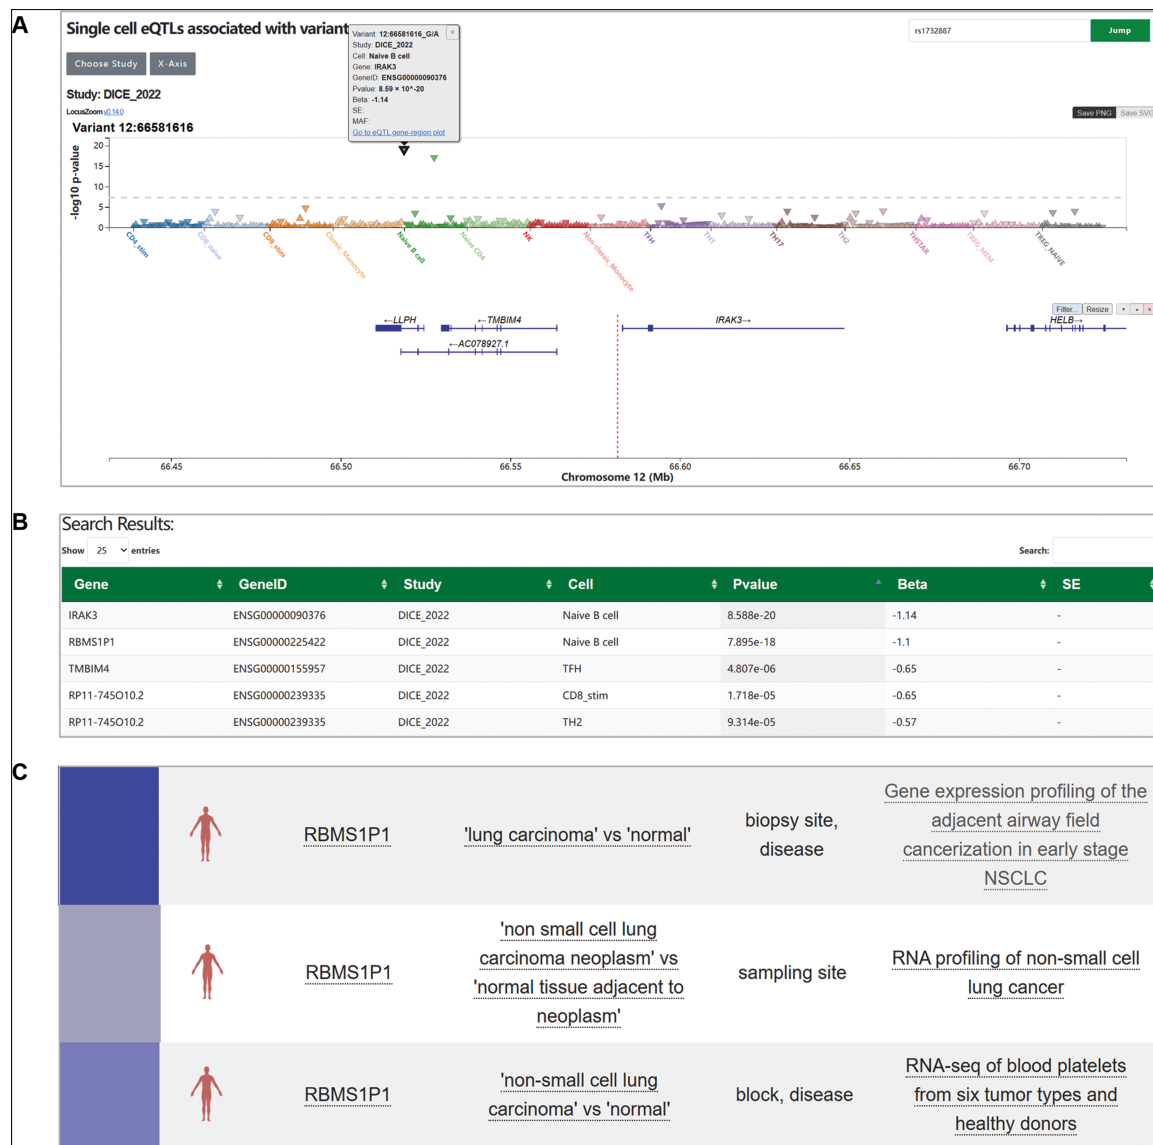 A
Single cell eQTLs associated with variant
rs1732887
Jump
Choose Study
X-Axis
Variant: 12:66581616_G/A
×
Study: DICE_2022
Cell: Naive B cell
Gene: IRAK3
GeneID: ENSG00000090376
Pvalue: 8.59 × 10^-20
Beta: -1.14
SE:
MAF:
Go to eQTL gene-region plot
Study: DICE_2022
LocusZoom v0.14.0
Save PNG
Save SVG
Variant 12:66581616
-log10 p-value
20
15
10
5
0
CD4_stim
CD8_naive
CD8_stim
Classic_Monocyte
Naive B cell
Naive CD4
NK
Non-classic_Monocyte
TFH
TH1
TH17
TH2
THSTAR
TREG_MEM
TREG_NAIVE
Filter...
Resize
←LLPH
←TMBIM4
IRAK3→
HELB→
←AC078927.1
66.45
66.50
66.55
66.60
66.65
66.70
Chromosome 12 (Mb)
B
Search Results:
Show 25 entries
Search:
Gene GeneID Study Cell Pvalue Beta SE
IRAK3 ENSG00000090376 DICE_2022 Naive B cell 8.588e-20 -1.14 -
RBMS1P1 ENSG00000225422 DICE_2022 Naive B cell 7.895e-18 -1.1 -
TMBIM4 ENSG00000155957 DICE_2022 TFH 4.807e-06 -0.65 -
RP11-745O10.2 ENSG00000239335 DICE_2022 CD8_stim 1.718e-05 -0.65 -
RP11-745O10.2 ENSG00000239335 DICE_2022 TH2 9.314e-05 -0.57 -
C
RBMS1P1
'lung carcinoma' vs 'normal'
biopsy site,
disease
Gene expression profiling of the
adjacent airway field
cancerization in early stage
NSCLC
RBMS1P1
'non small cell lung
carcinoma neoplasm' vs
'normal tissue adjacent to
neoplasm'
sampling site
RNA profiling of non-small cell
lung cancer
RBMS1P1
'non-small cell lung
carcinoma' vs 'normal'
block, disease
RNA-seq of blood platelets
from six tumor types and
healthy donors